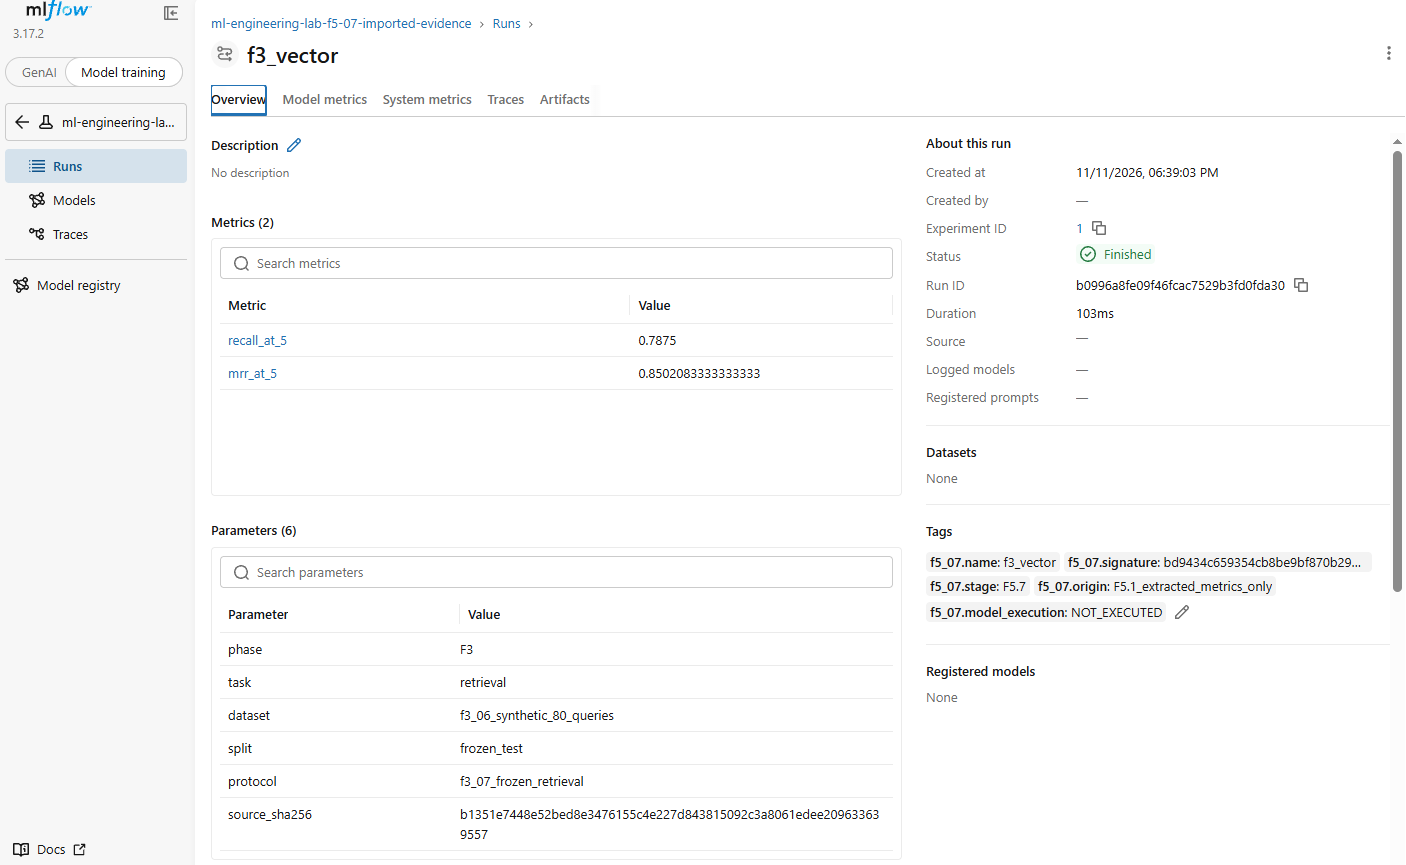 mlflow
3.17.2
GenAI
Model training
ml-engineering-la...
Runs
Models
Traces
Model registry
Docs
ml-engineering-lab-f5-07-imported-evidence › Runs ›
f3_vector
Overview Model metrics System metrics Traces Artifacts
Description
No description
Metrics (2)
Search metrics
Metric Value
recall_at_5 0.7875
mrr_at_5 0.8502083333333333
Parameters (6)
Search parameters
Parameter Value
phase F3
task retrieval
dataset f3_06_synthetic_80_queries
split frozen_test
protocol f3_07_frozen_retrieval
source_sha256 b1351e7448e52bed8e3476155c4e227d843815092c3a8061edee20963363
9557
About this run
Created at 11/11/2026, 06:39:03 PM
Created by —
Experiment ID 1
Status Finished
Run ID b0996a8fe09f46fcac7529b3fd0fda30
Duration 103ms
Source —
Logged models —
Registered prompts —
Datasets
None
Tags
f5_07.name: f3_vector f5_07.signature: bd9434c659354cb8be9bf870b29...
f5_07.stage: F5.7 f5_07.origin: F5.1_extracted_metrics_only
f5_07.model_execution: NOT_EXECUTED
Registered models
None